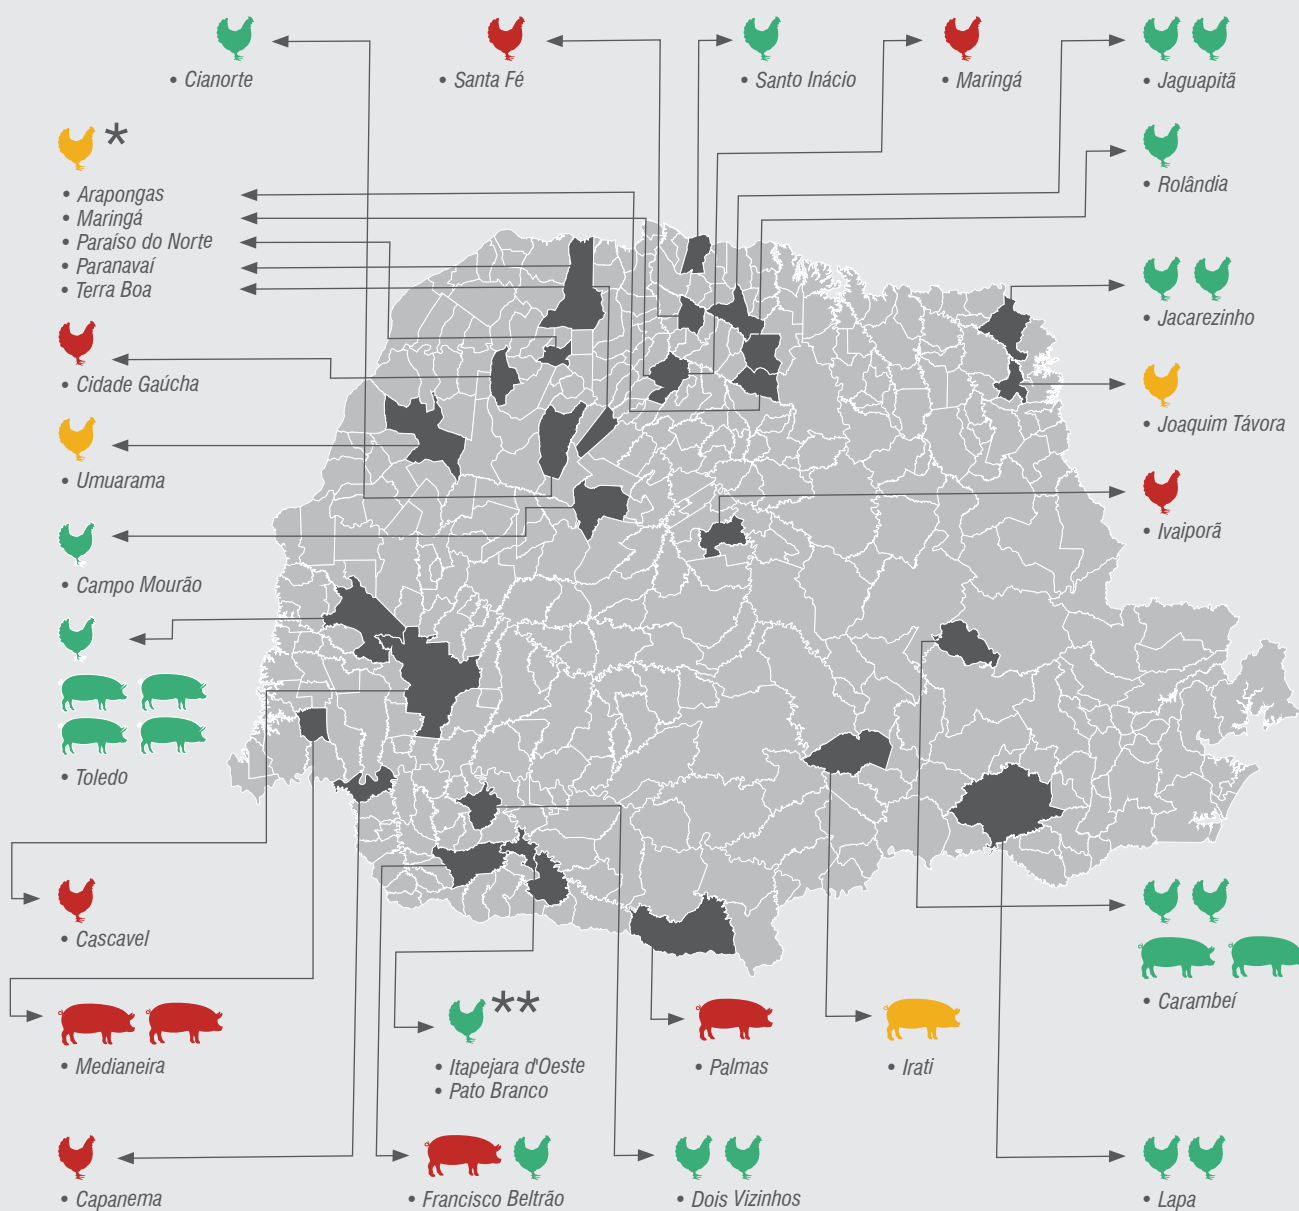 • Cianorte
• Santa Fé
• Santo Inácio
• Maringá
• Jaguapitã
*
• Arapongas
• Maringá
• Paraíso do Norte
• Paranavaí
• Terra Boa
• Rolândia
• Jacarezinho
• Cidade Gaúcha
• Joaquim Távora
• Umuarama
• Ivaiporã
• Campo Mourão
• Toledo
• Cascavel
• Carambeí
• Medianeira
**
• Itapejara d'Oeste
• Pato Branco
• Palmas
• Irati
• Capanema
• Francisco Beltrão
• Dois Vizinhos
• Lapa